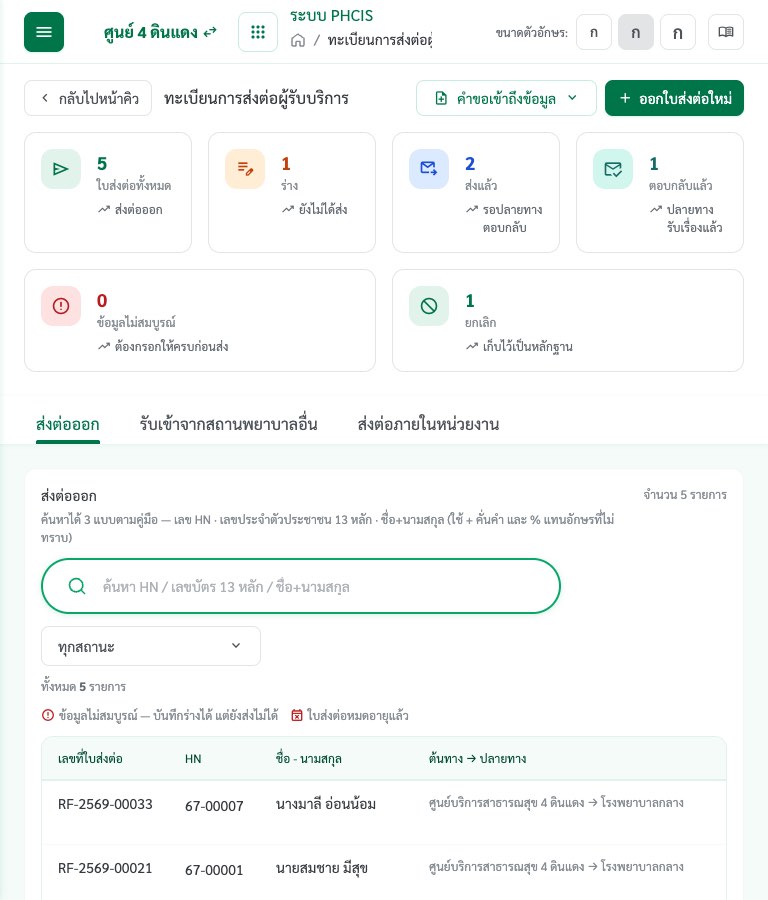 ศูนย์ 4 ดินแดง
ระบบ PHCIS
/ ทะเบียนการส่งต่อผู้
ขนาดตัวอักษร: ก ก ก
กลับไปหน้าคิว
ทะเบียนการส่งต่อผู้รับบริการ
คำขอเข้าถึงข้อมูล
+ ออกใบส่งต่อใหม่
5
ใบส่งต่อทั้งหมด
ส่งต่อออก
1
ร่าง
ยังไม่ได้ส่ง
2
ส่งแล้ว
รอปลายทาง
ตอบกลับ
1
ตอบกลับแล้ว
ปลายทาง
รับเรื่องแล้ว
0
ข้อมูลไม่สมบูรณ์
ต้องกรอกให้ครบก่อนส่ง
1
ยกเลิก
เก็บไว้เป็นหลักฐาน
ส่งต่อออก รับเข้าจากสถานพยาบาลอื่น ส่งต่อภายในหน่วยงาน
ส่งต่อออก
จำนวน 5 รายการ
ค้นหาได้ 3 แบบตามคู่มือ — เลข HN · เลขประจำตัวประชาชน 13 หลัก · ชื่อ+นามสกุล (ใช้ + คั่นคำ และ % แทนอักษรที่ไม่
ทราบ)
ค้นหา HN / เลขบัตร 13 หลัก / ชื่อ+นามสกุล
ทุกสถานะ
ทั้งหมด 5 รายการ
ข้อมูลไม่สมบูรณ์ — บันทึกร่างได้ แต่ยังส่งไม่ได้ ใบส่งต่อหมดอายุแล้ว
เลขที่ใบส่งต่อ HN ชื่อ - นามสกุล ต้นทาง → ปลายทาง
RF-2569-00033 67-00007 นางมาลี อ่อนน้อม ศูนย์บริการสาธารณสุข 4 ดินแดง → โรงพยาบาลกลาง
RF-2569-00021 67-00001 นายสมชาย มีสุข ศูนย์บริการสาธารณสุข 4 ดินแดง → โรงพยาบาลกลาง